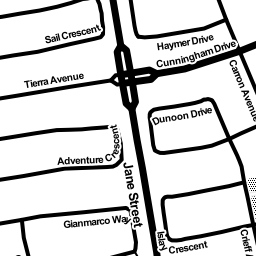 Sail Crescent
Haymer Drive
Cunningham Drive
Tierra Avenue
Carron Avenue
Dunoon Drive
Adventure Crescent
Jane Street
Gianmarco Way
Islay Crescent
Crieff